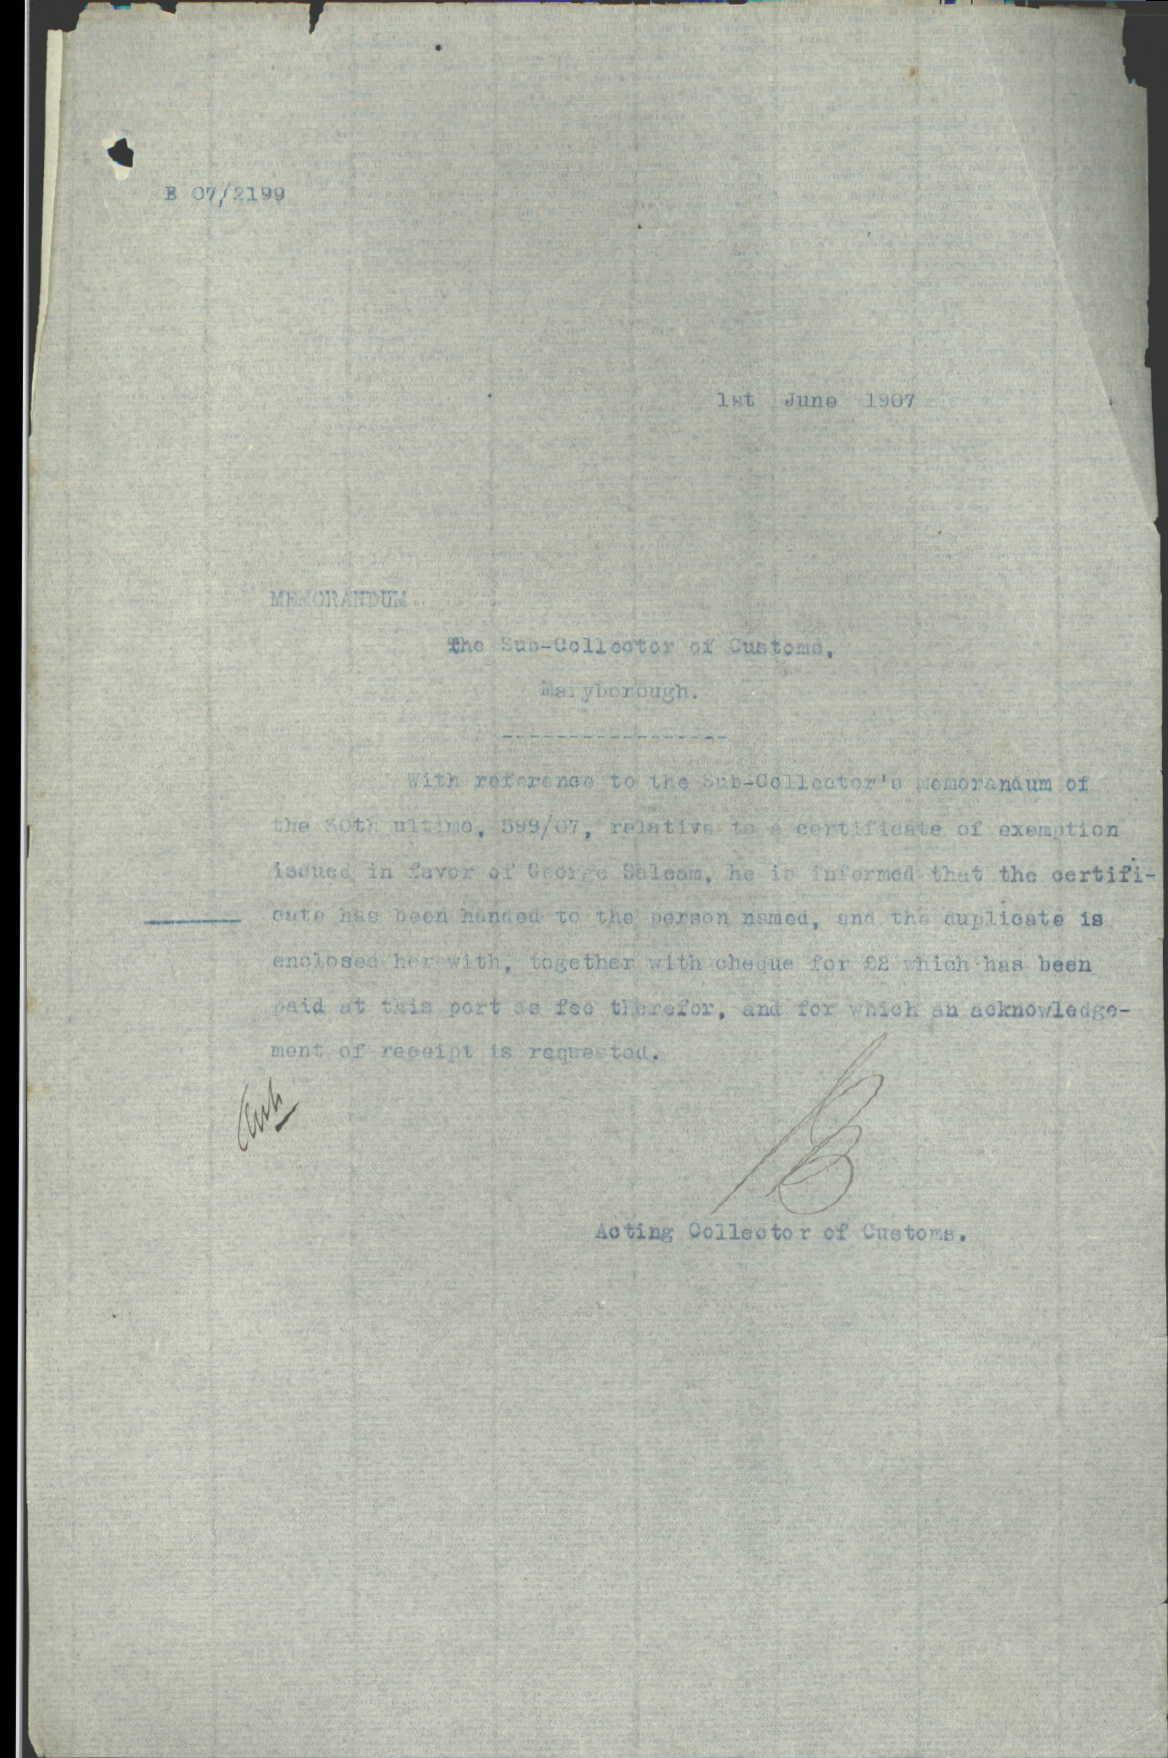 B 07/2199
1st June 1907
MEMORANDUM.
The Sub-Collector of Customs,
Maryborough.
-----------------
With reference to the Sub-Collector's Memorandum of
the 30th ultimo, 599/07, relative to a certificate of exemption
issued in favor of George Saleam, he is informed that the certifi-
cate has been handed to the person named, and the duplicate is
enclosed herewith, together with cheque for £2 which has been
paid at this port as fee therefor, and for which an acknowledge-
ment of receipt is requested.
Acting Collector of Customs.